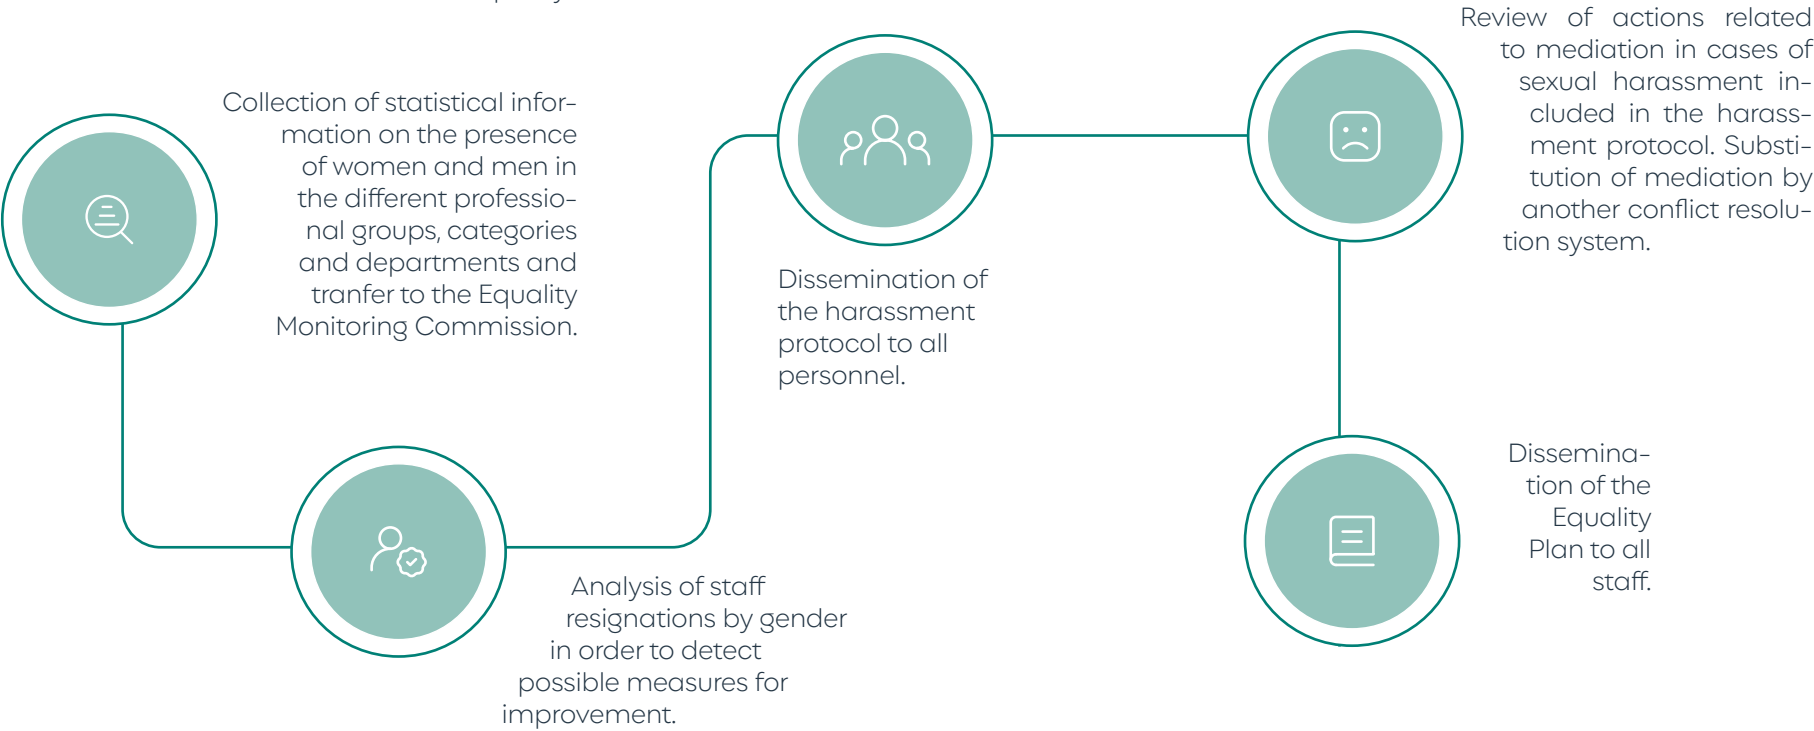 Collection of statistical infor-
mation on the presence
of women and men in
the different professio-
nal groups, categories
and departments and
tranfer to the Equality
Monitoring Commission.
Analysis of staff
resignations by gender
in order to detect
possible measures for
improvement.
Dissemination of
the harassment
protocol to all
personnel.
Review of actions related
to mediation in cases of
sexual harassment in-
cluded in the harass-
ment protocol. Substi-
tution of mediation by
another conflict resolu-
tion system.
Dissemina-
tion of the
Equality
Plan to all
staff.